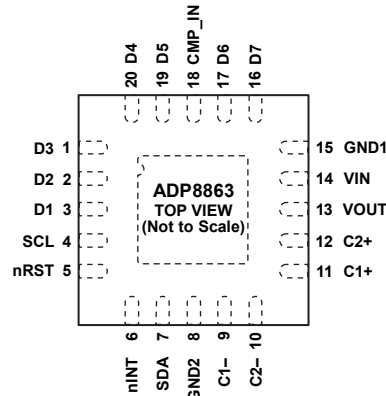 20 D4
19 D5
18 CMP_IN
17 D6
16 D7
D3 1
D2 2
D1 3
SCL 4
nRST 5
ADP8863
TOP VIEW
(Not to Scale)
15 GND1
14 VIN
13 VOUT
12 C2+
11 C1+
nINT 6
SDA 7
GND2 8
C1– 9
C2– 10